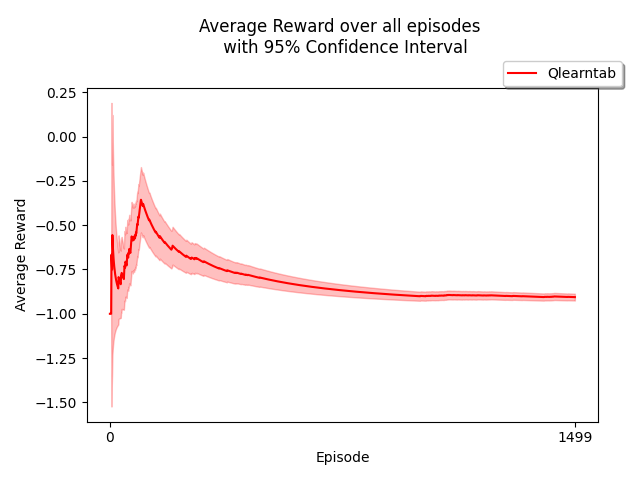 Average Reward over all episodes
with 95% Confidence Interval
Qlearntab
0.25
0.00
−0.25
−0.50
−0.75
−1.00
−1.25
−1.50
Average Reward
0 1499
Episode